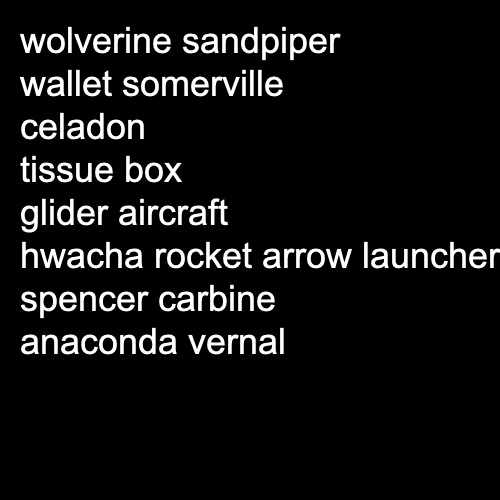 wolverine sandpiper
wallet somerville
celadon
tissue box
glider aircraft
hwacha rocket arrow launcher
spencer carbine
anaconda vernal